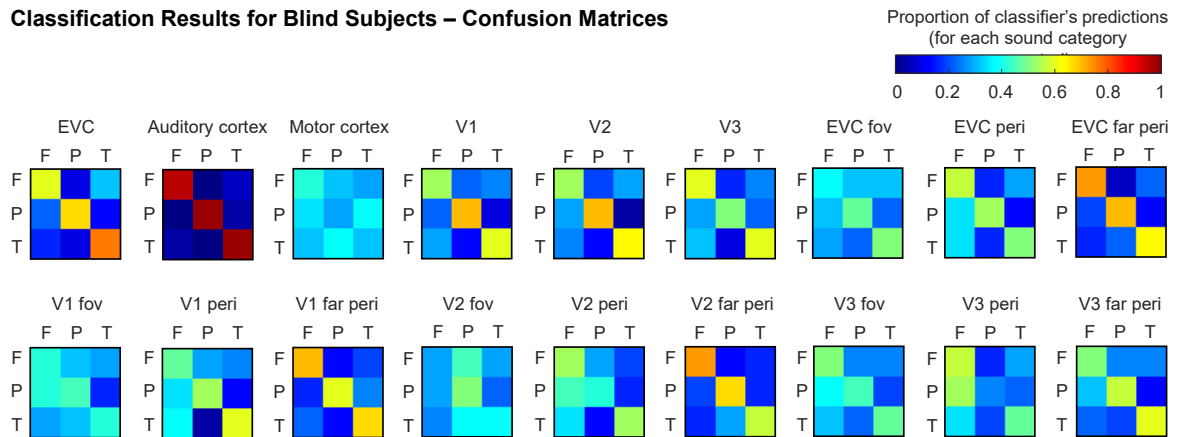 Classification Results for Blind Subjects – Confusion Matrices
Proportion of classifier's predictions
(for each sound category
0 0.2 0.4 0.6 0.8 1
EVC Auditory cortex Motor cortex V1 V2 V3 EVC fov EVC peri EVC far peri
F P T F P T F P T F P T F P T F P T F P T F P T F P T
F F F F F F F F F
P P P P P P P P P
T T T T T T T T T
V1 fov V1 peri V1 far peri V2 fov V2 peri V2 far peri V3 fov V3 peri V3 far peri
F P T F P T F P T F P T F P T F P T F P T F P T F P T
F F F F F F F F F
P P P P P P P P P
T T T T T T T T T